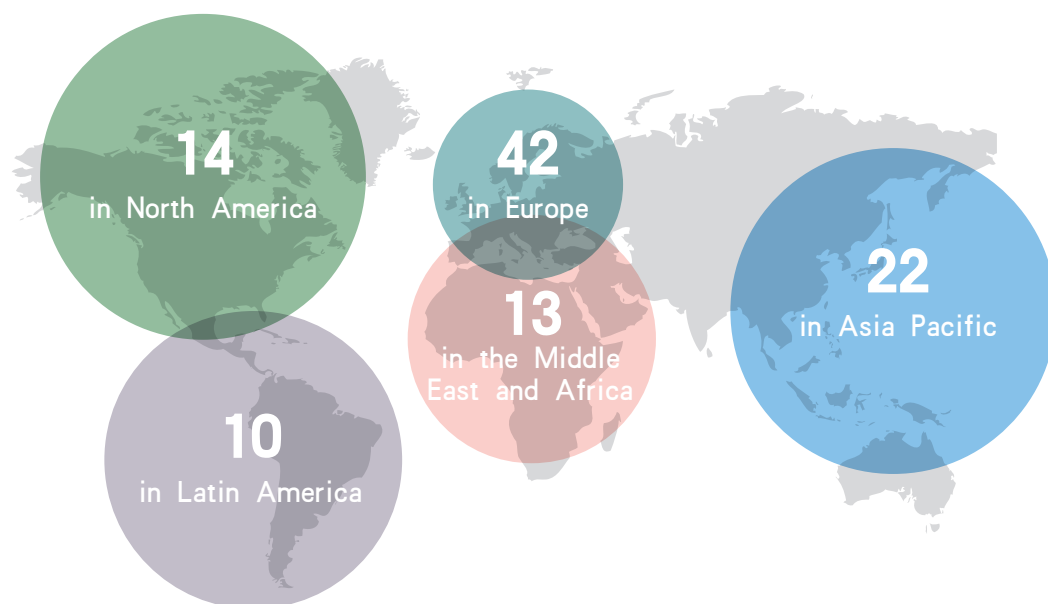 14
in North America
42
in Europe
22
in Asia Pacific
13
in the Middle
East and Africa
10
in Latin America